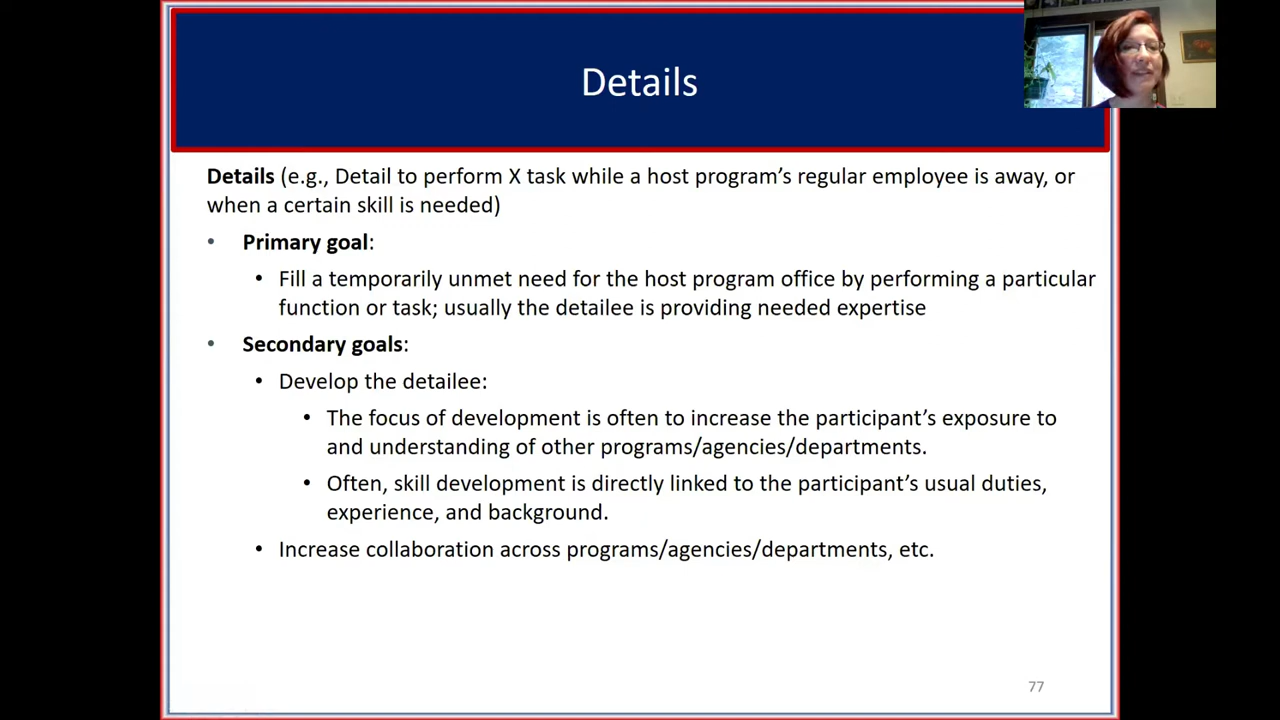 Details
Details (e.g., Detail to perform X task while a host program’s regular employee is away, or
when a certain skill is needed)
• Primary goal:
• Fill a temporarily unmet need for the host program office by performing a particular
function or task; usually the detailee is providing needed expertise
• Secondary goals:
• Develop the detailee:
• The focus of development is often to increase the participant’s exposure to
and understanding of other programs/agencies/departments.
• Often, skill development is directly linked to the participant’s usual duties,
experience, and background.
• Increase collaboration across programs/agencies/departments, etc.
77